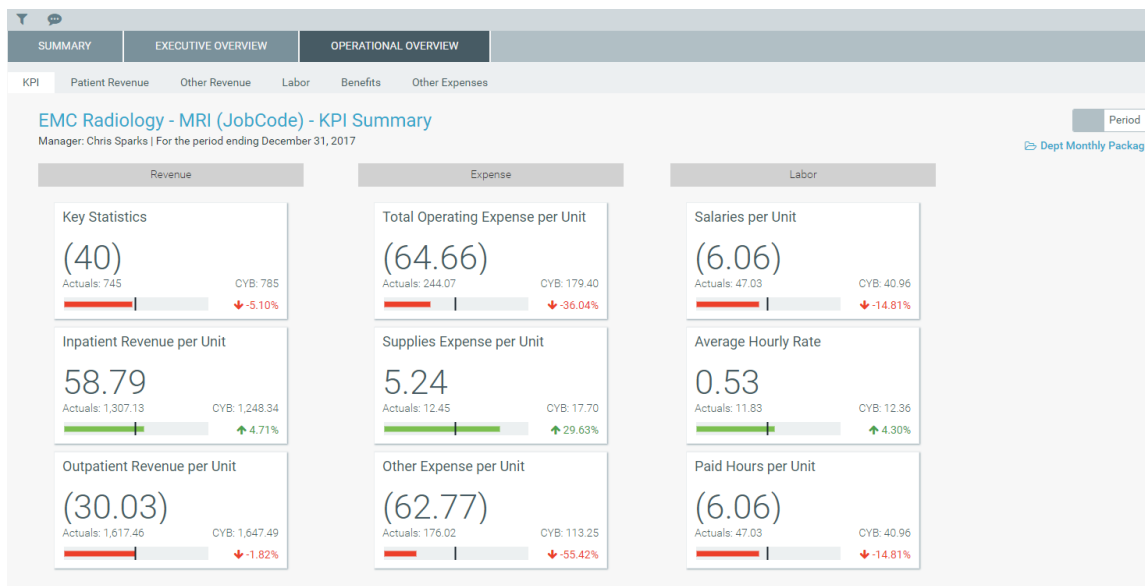 SUMMARY EXECUTIVE OVERVIEW OPERATIONAL OVERVIEW
KPI Patient Revenue Other Revenue Labor Benefits Other Expenses
EMC Radiology - MRI (JobCode) - KPI Summary
Manager: Chris Sparks | For the period ending December 31, 2017
Period
Dept Monthly Packag
Revenue
Key Statistics
(40)
Actuals: 745 CYB: 785
-5.10%
Inpatient Revenue per Unit
58.79
Actuals: 1,307.13 CYB: 1,248.34
4.71%
Outpatient Revenue per Unit
(30.03)
Actuals: 1,617.46 CYB: 1,647.49
-1.82%
Expense
Total Operating Expense per Unit
(64.66)
Actuals: 244.07 CYB: 179.40
-36.04%
Supplies Expense per Unit
5.24
Actuals: 12.45 CYB: 17.70
29.63%
Other Expense per Unit
(62.77)
Actuals: 176.02 CYB: 113.25
-55.42%
Labor
Salaries per Unit
(6.06)
Actuals: 47.03 CYB: 40.96
-14.81%
Average Hourly Rate
0.53
Actuals: 11.83 CYB: 12.36
4.30%
Paid Hours per Unit
(6.06)
Actuals: 47.03 CYB: 40.96
-14.81%